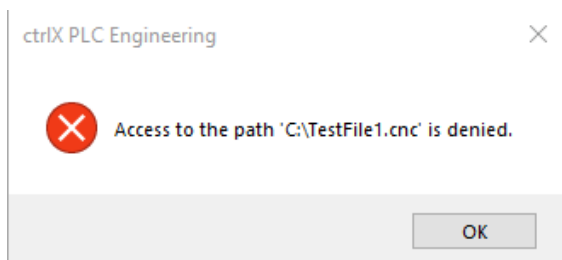 ctrlX PLC Engineering
Access to the path 'C:\TestFile1.cnc' is denied.
OK